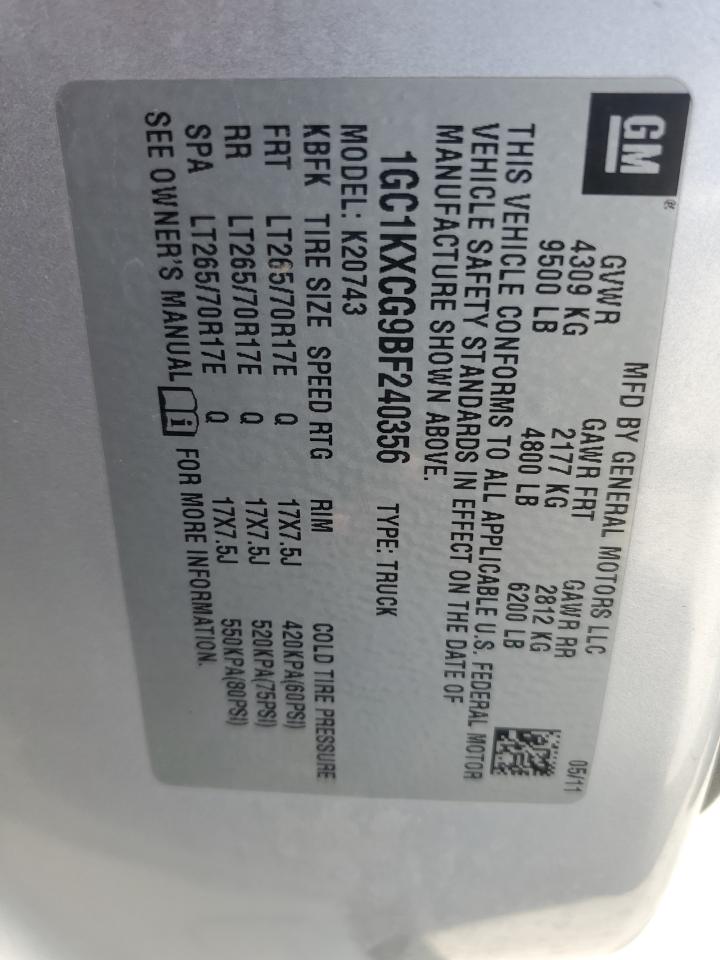 GM®
MFD BY GENERAL MOTORS LLC 05/11
GVWR GAWR FRT GAWR RR
4309 KG 2177 KG 2812 KG
9500 LB 4800 LB 6200 LB
THIS VEHICLE CONFORMS TO ALL APPLICABLE U.S. FEDERAL MOTOR
VEHICLE SAFETY STANDARDS IN EFFECT ON THE DATE OF
MANUFACTURE SHOWN ABOVE.
1GC1KXCG9BF240356 TYPE: TRUCK
MODEL: K20743
KBFK TIRE SIZE SPEED RTG RIM COLD TIRE PRESSURE
FRT LT265/70R17E Q 17X7.5J 420KPA(60PSI)
RR LT265/70R17E Q 17X7.5J 520KPA(75PSI)
SPA LT265/70R17E Q 17X7.5J 550KPA(80PSI)
SEE OWNER'S MANUAL i FOR MORE INFORMATION.